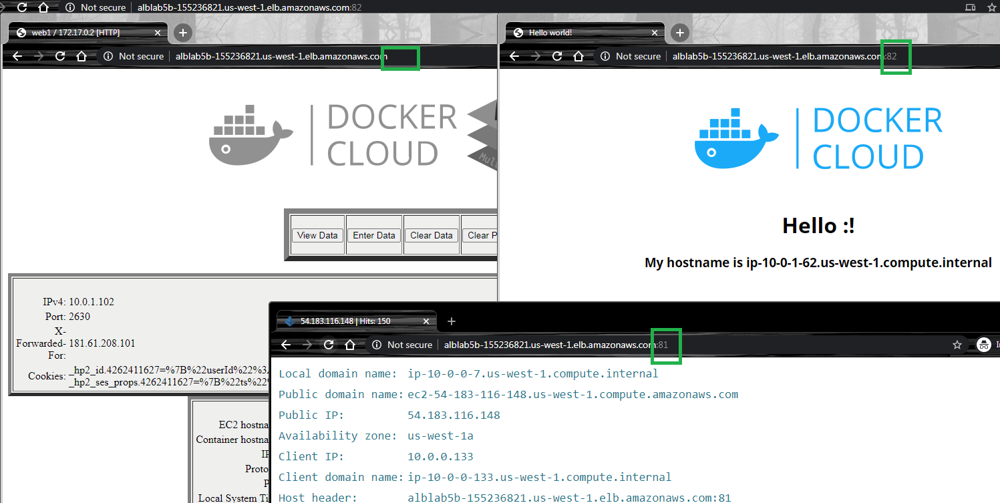 Not secure alblab5b-155236821.us-west-1.elb.amazonaws.com:82
web1 / 172.17.0.2 [HTTP]
Not secure alblab5b-155236821.us-west-1.elb.amazonaws.com
DOCKER
CLOUD
Mul
View Data Enter Data Clear Data Clear P
IPv4: 10.0.1.102
Port: 2630
X-
Forwarded- 181.61.208.101
For:
Cookies: _hp2_id.4262411627=%7B%22userId%22%3.
_hp2_ses_props.4262411627=%7B%22ts%22%
EC2 hostna
Container hostna
IP
Proto
P
Local System Ti
Hello world!
Not secure alblab5b-155236821.us-west-1.elb.amazonaws.com:82
DOCKER
CLOUD
Hello :!
My hostname is ip-10-0-1-62.us-west-1.compute.internal
54.183.116.148 | Hits: 150
Not secure alblab5b-155236821.us-west-1.elb.amazonaws.com:81
Local domain name: ip-10-0-0-7.us-west-1.compute.internal
Public domain name: ec2-54-183-116-148.us-west-1.compute.amazonaws.com
Public IP: 54.183.116.148
Availability zone: us-west-1a
Client IP: 10.0.0.133
Client domain name: ip-10-0-0-133.us-west-1.compute.internal
Host header: alblab5b-155236821.us-west-1.elb.amazonaws.com:81